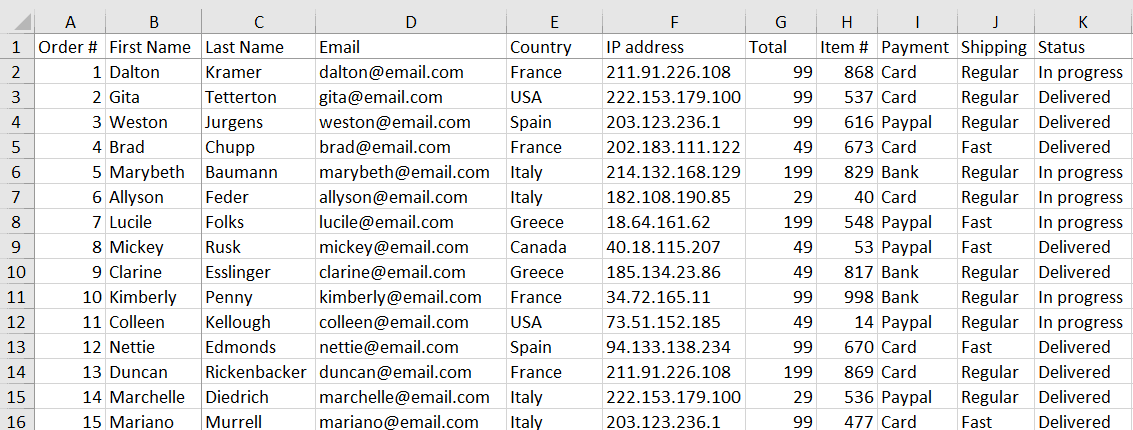 A B C D E F G H I J K
1 Order # First Name Last Name Email Country IP address Total Item # Payment Shipping Status
2 1 Dalton Kramer dalton@email.com France 211.91.226.108 99 868 Card Regular In progress
3 2 Gita Tetterton gita@email.com USA 222.153.179.100 99 537 Card Regular Delivered
4 3 Weston Jurgens weston@email.com Spain 203.123.236.1 99 616 Paypal Regular Delivered
5 4 Brad Chupp brad@email.com France 202.183.111.122 49 673 Card Fast Delivered
6 5 Marybeth Baumann marybeth@email.com Italy 214.132.168.129 199 829 Bank Regular In progress
7 6 Allyson Feder allyson@email.com Italy 182.108.190.85 29 40 Card Regular In progress
8 7 Lucile Folks lucile@email.com Greece 18.64.161.62 199 548 Paypal Fast In progress
9 8 Mickey Rusk mickey@email.com Canada 40.18.115.207 49 53 Paypal Fast Delivered
10 9 Clarine Esslinger clarine@email.com Greece 185.134.23.86 49 817 Bank Regular Delivered
11 10 Kimberly Penny kimberly@email.com France 34.72.165.11 99 998 Bank Regular In progress
12 11 Colleen Kellough colleen@email.com USA 73.51.152.185 49 14 Paypal Regular In progress
13 12 Nettie Edmonds nettie@email.com Spain 94.133.138.234 99 670 Card Fast Delivered
14 13 Duncan Rickenbacker duncan@email.com France 211.91.226.108 199 869 Card Regular Delivered
15 14 Marchelle Diedrich marchelle@email.com Italy 222.153.179.100 29 536 Paypal Regular Delivered
16 15 Mariano Murrell mariano@email.com Italy 203.123.236.1 99 477 Card Fast Delivered